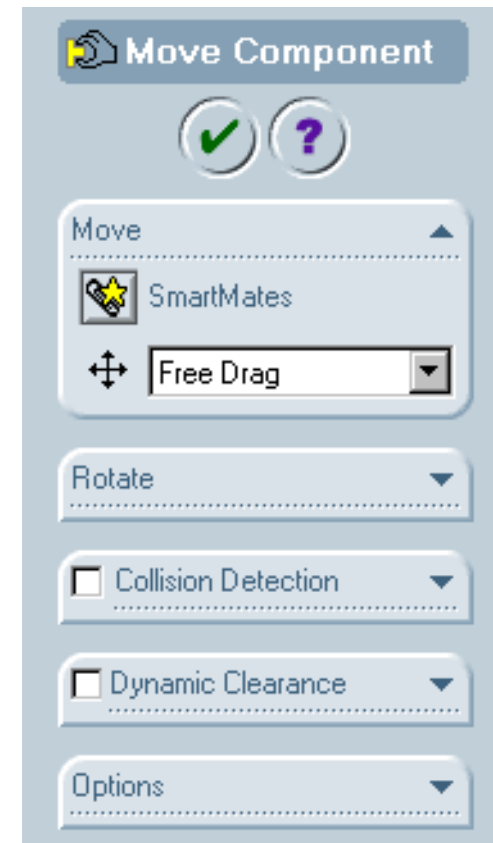 Move Component
?
Move
SmartMates
Free Drag
Rotate
Collision Detection
Dynamic Clearance
Options